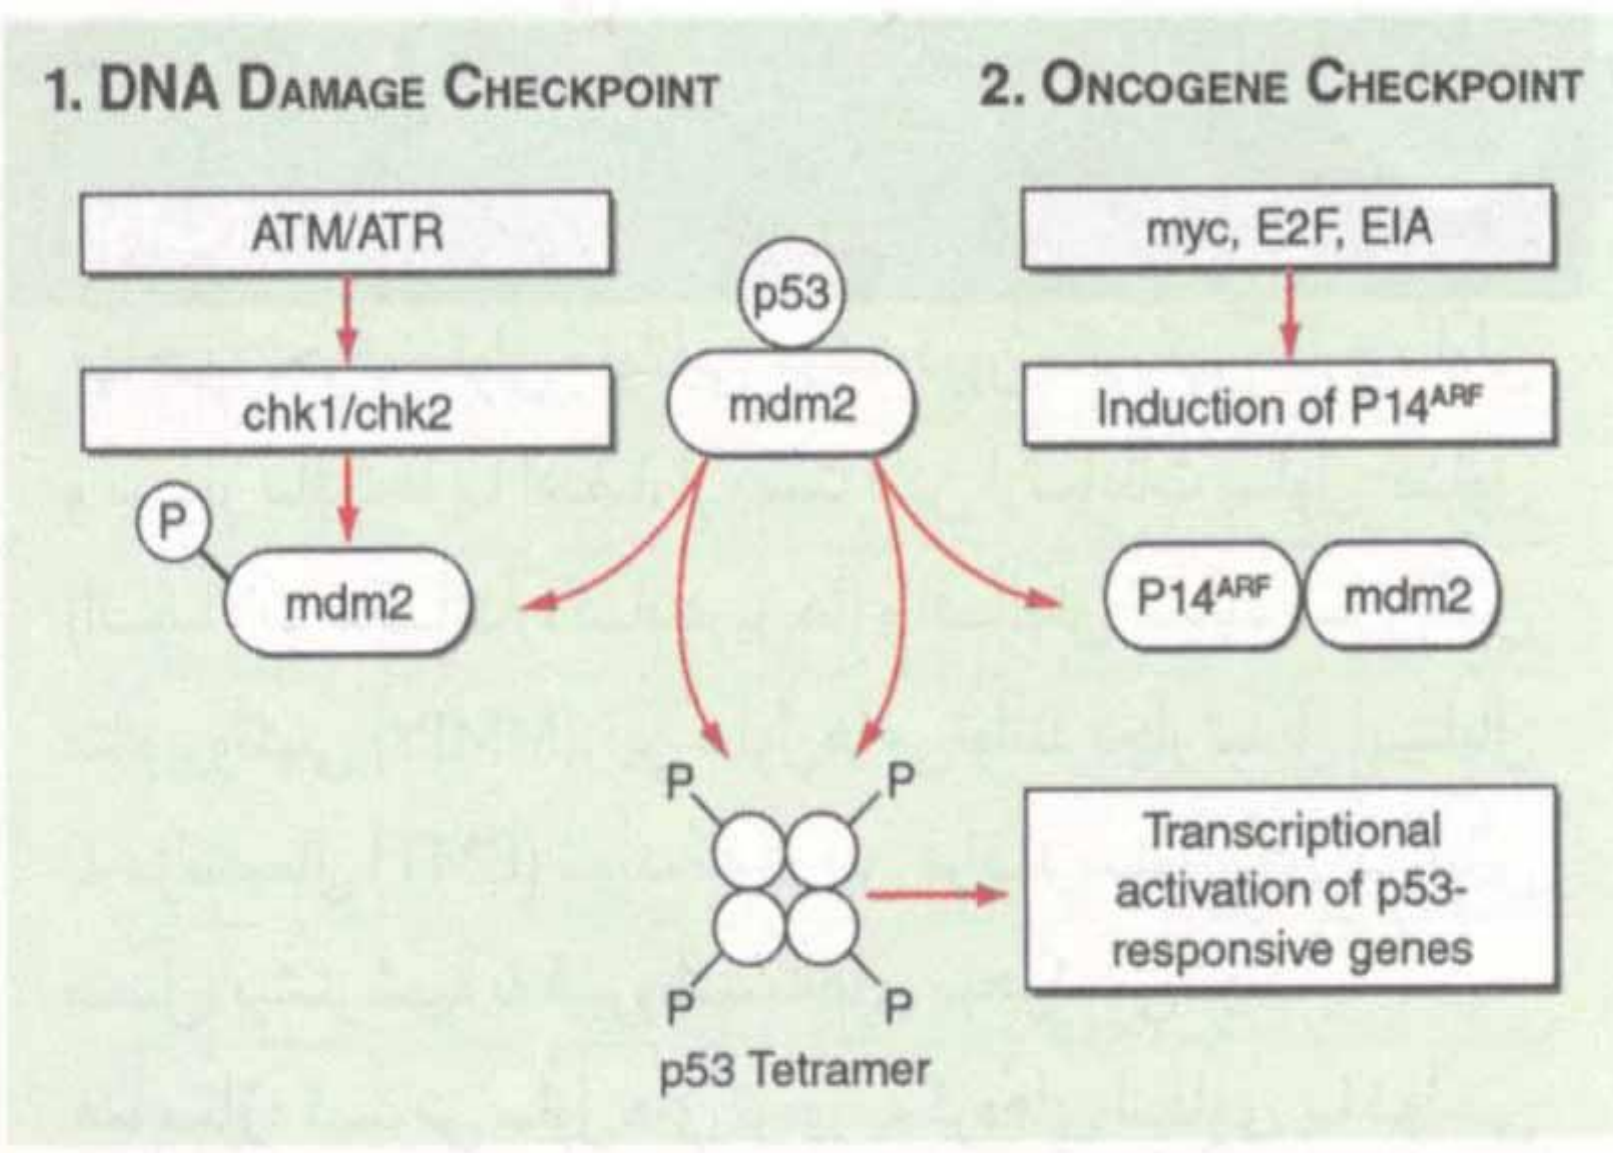 1. DNA DAMAGE CHECKPOINT
2. ONCOGENE CHECKPOINT
ATM/ATR
chk1/chk2
P
mdm2
p53
mdm2
myc, E2F, EIA
Induction of P14ARF
P14ARF
mdm2
P
P
P
P
p53 Tetramer
Transcriptional
activation of p53-
responsive genes